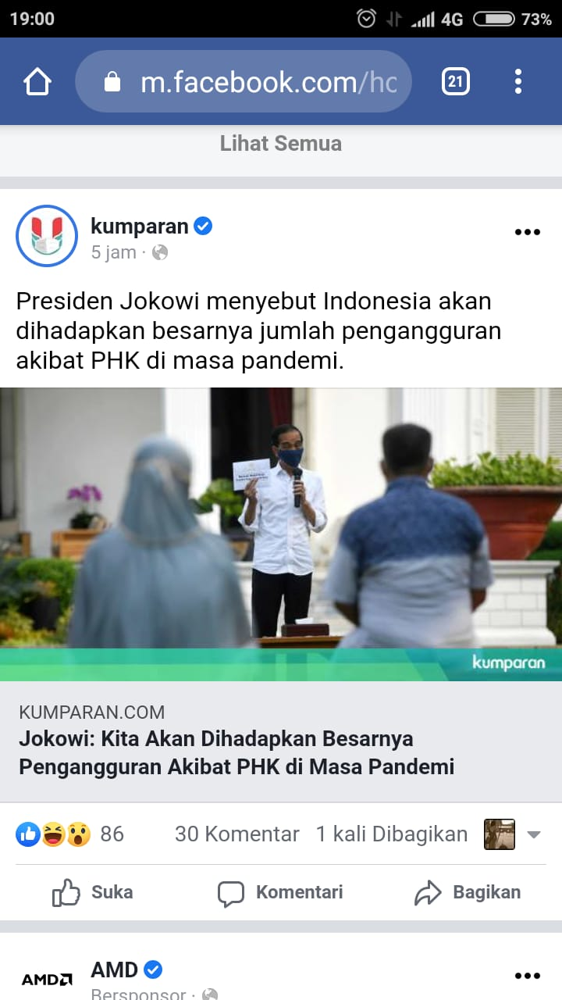 19:00
4G
73%
m.facebook.com/hc
21
Lihat Semua
kumparan
5 jam ·
Presiden Jokowi menyebut Indonesia akan
dihadapkan besarnya jumlah pengangguran
akibat PHK di masa pandemi.
kumparan
KUMPARAN.COM
Jokowi: Kita Akan Dihadapkan Besarnya
Pengangguran Akibat PHK di Masa Pandemi
86
30 Komentar
1 kali Dibagikan
Suka
Komentari
Bagikan
AMD
AMD
Bersponsor ·